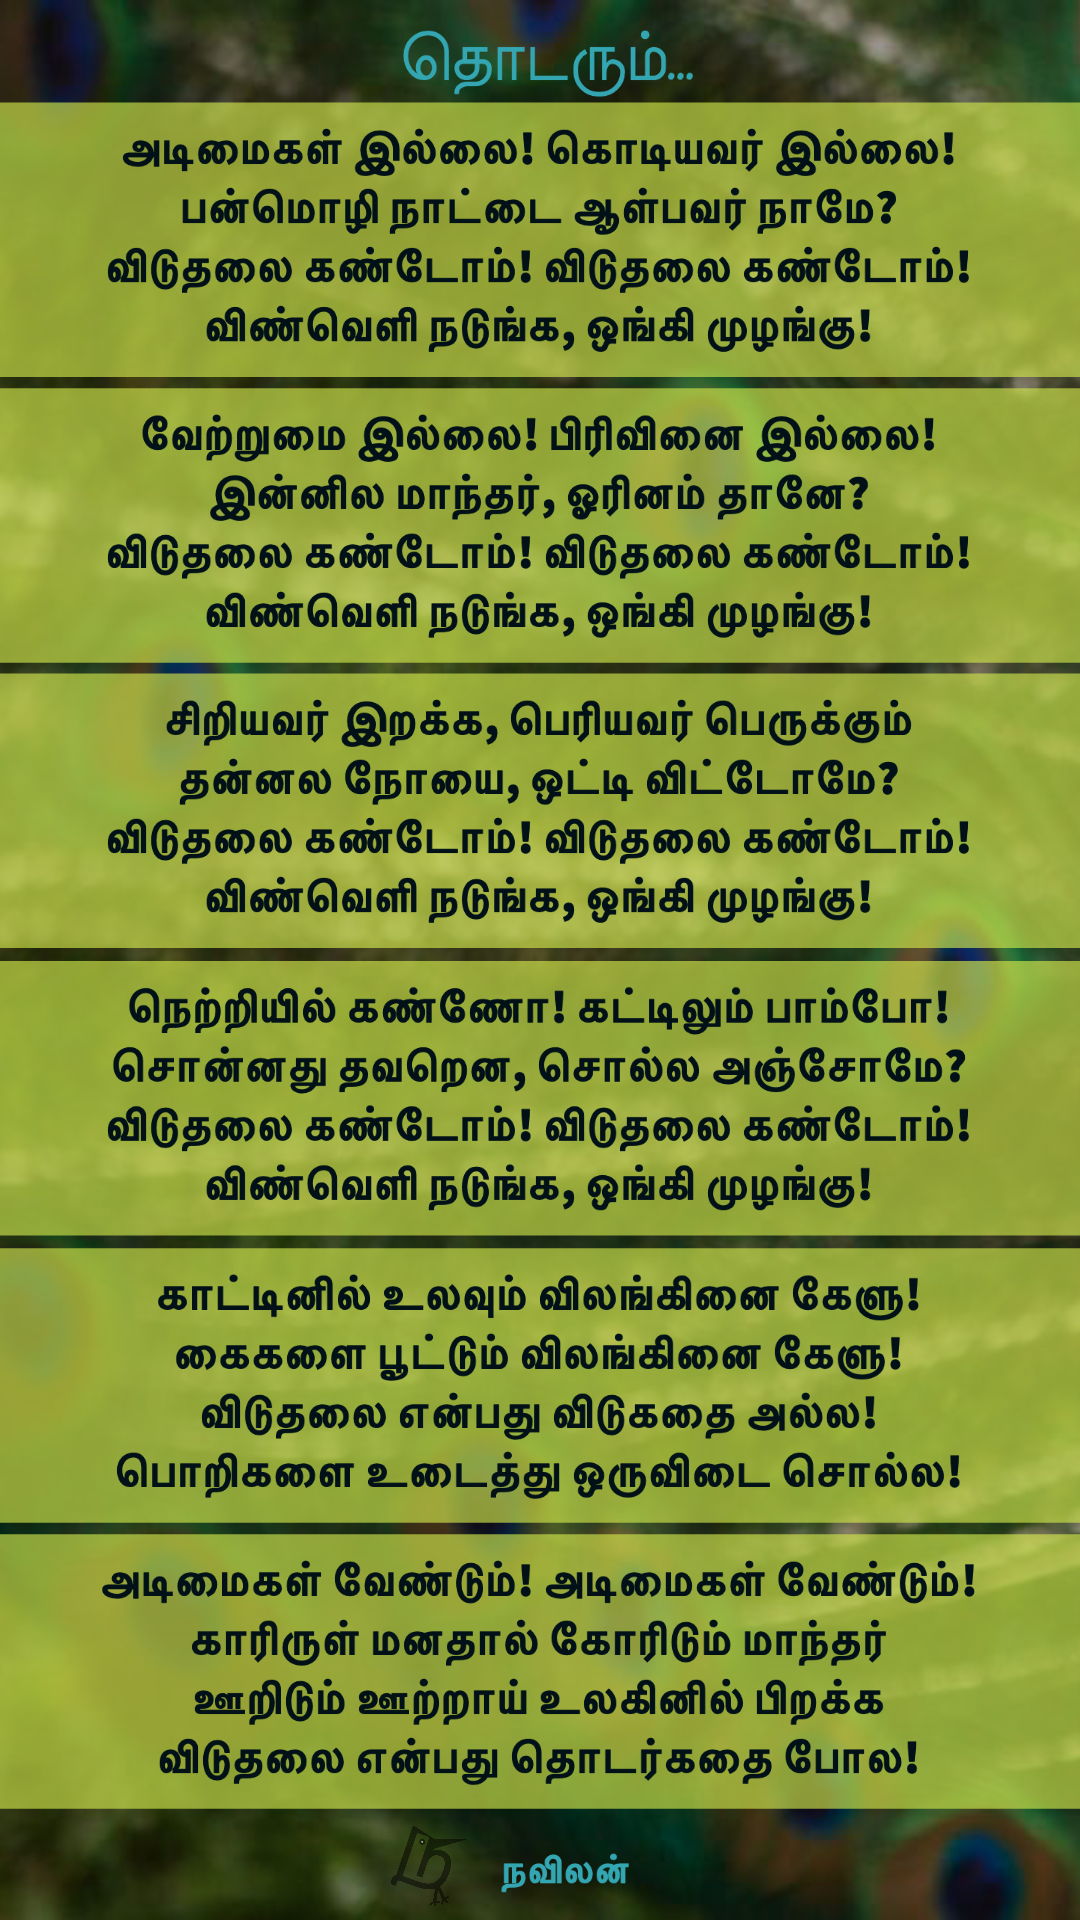 தொடரும்...
அடிமைகள் இல்லை! கொடியவர் இல்லை!
பன்மொழி நாட்டை ஆள்பவர் நாமே?
விடுதலை கண்டோம்! விடுதலை கண்டோம்!
விண்வெளி நடுங்க, ஒங்கி முழங்கு!
வேற்றுமை இல்லை! பிரிவினை இல்லை!
இன்னில மாந்தர், ஓரினம் தானே?
விடுதலை கண்டோம்! விடுதலை கண்டோம்!
விண்வெளி நடுங்க, ஒங்கி முழங்கு!
சிறியவர் இறக்க, பெரியவர் பெருக்கும்
தன்னல நோயை, ஒட்டி விட்டோமே?
விடுதலை கண்டோம்! விடுதலை கண்டோம்!
விண்வெளி நடுங்க, ஒங்கி முழங்கு!
நெற்றியில் கண்ணோ! கட்டிலும் பாம்போ!
சொன்னது தவறென, சொல்ல அஞ்சோமே?
விடுதலை கண்டோம்! விடுதலை கண்டோம்!
விண்வெளி நடுங்க, ஒங்கி முழங்கு!
காட்டினில் உலவும் விலங்கினை கேளு!
கைகளை பூட்டும் விலங்கினை கேளு!
விடுதலை என்பது விடுகதை அல்ல!
பொறிகளை உடைத்து ஒருவிடை சொல்ல!
அடிமைகள் வேண்டும்! அடிமைகள் வேண்டும்!
காரிருள் மனதால் கோரிடும் மாந்தர்
ஊறிடும் ஊற்றாய் உலகினில் பிறக்க
விடுதலை என்பது தொடர்கதை போல!
நவிலன்